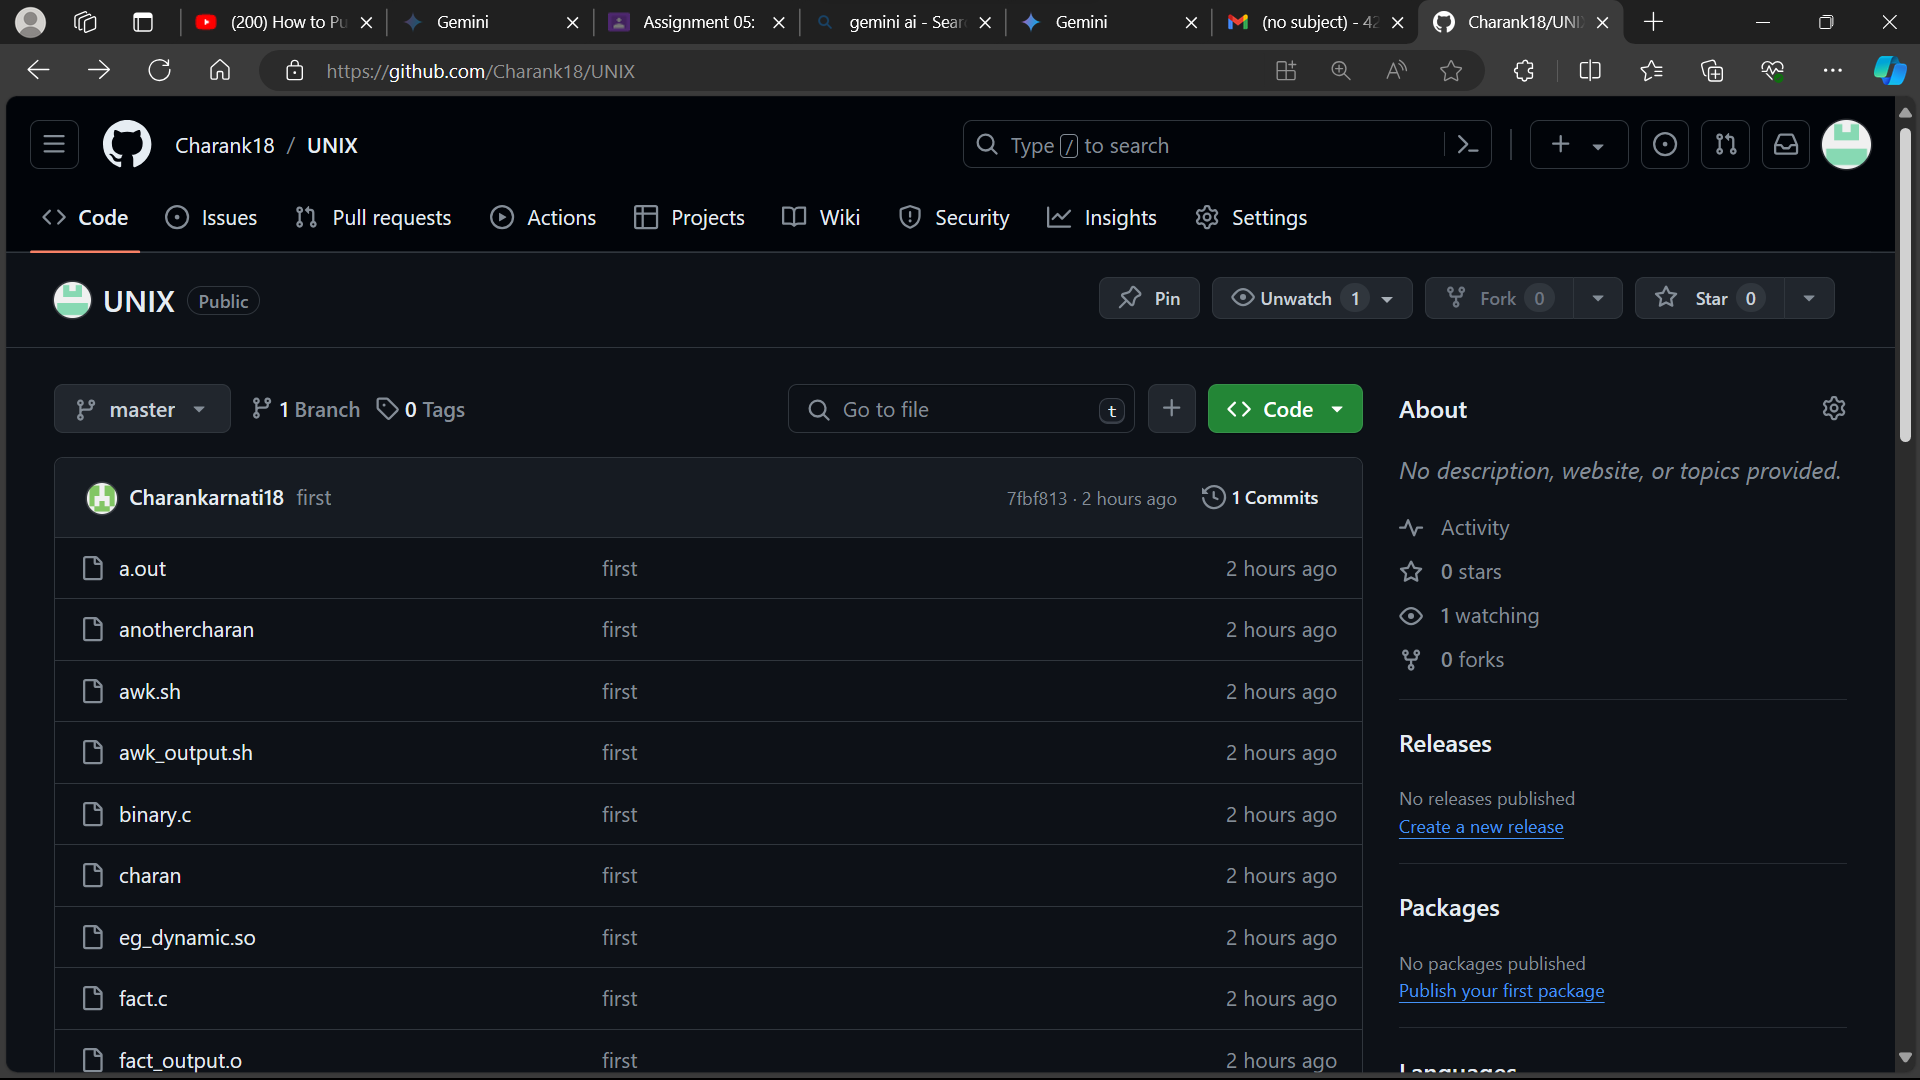 (200) How to Pu
Gemini
Assignment 05:
gemini ai - Sear
Gemini
(no subject) - 42
Charank18/UNI
https://github.com/Charank18/UNIX
Charank18 / UNIX
Type / to search
Code
Issues
Pull requests
Actions
Projects
Wiki
Security
Insights
Settings
UNIX Public
Pin
Unwatch 1
Fork 0
Star 0
master
1 Branch
0 Tags
Go to file t
Code
Charankarnati18 first 7fbf813 · 2 hours ago 1 Commits
a.out first 2 hours ago
anothercharan first 2 hours ago
awk.sh first 2 hours ago
awk_output.sh first 2 hours ago
binary.c first 2 hours ago
charan first 2 hours ago
eg_dynamic.so first 2 hours ago
fact.c first 2 hours ago
fact_output.o first 2 hours ago
About
No description, website, or topics provided.
Activity
0 stars
1 watching
0 forks
Releases
No releases published
Create a new release
Packages
No packages published
Publish your first package
Languages